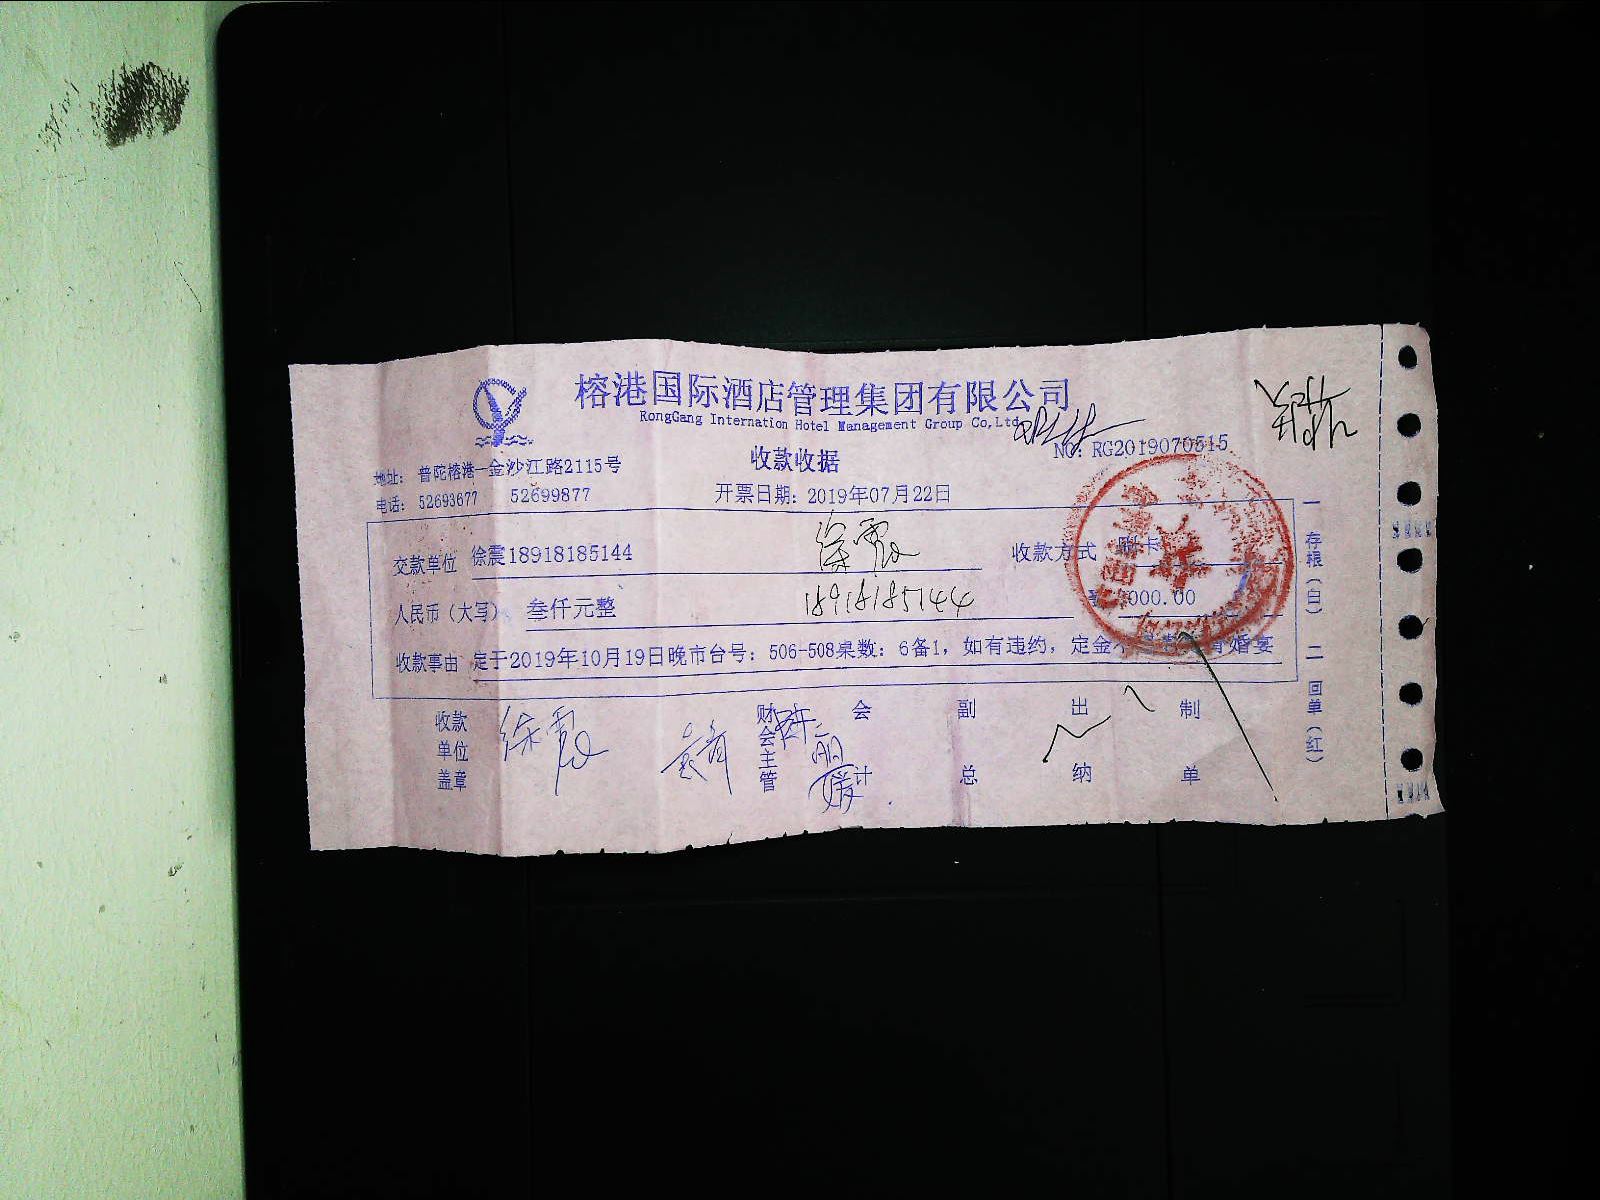 榕港国际酒店管理集团有限公司
RongGang Internation Hotel Management Group Co,Ltd
收款收据
NO: RG2019070515
地址: 普陀榕港—金沙江路2115号
电话: 52693677 52699877
开票日期: 2019年07月22日
交款单位 徐震18918185144 徐震 收款方式 刷卡
人民币（大写） 叁仟元整 18918185144 000.00
收款事由 定于2019年10月19日晚市台号: 506-508桌数: 6备1, 如有违约, 定金不 婚宴
收款单位盖章 徐震 财会主管 会计 副总 出纳 制单
一存根（白） 二回单（红）